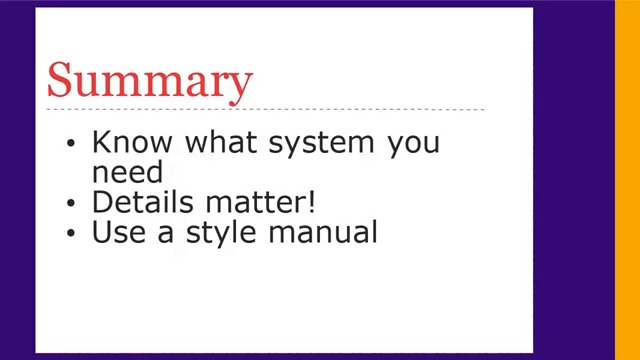 Summary
• Know what system you
need
• Details matter!
• Use a style manual